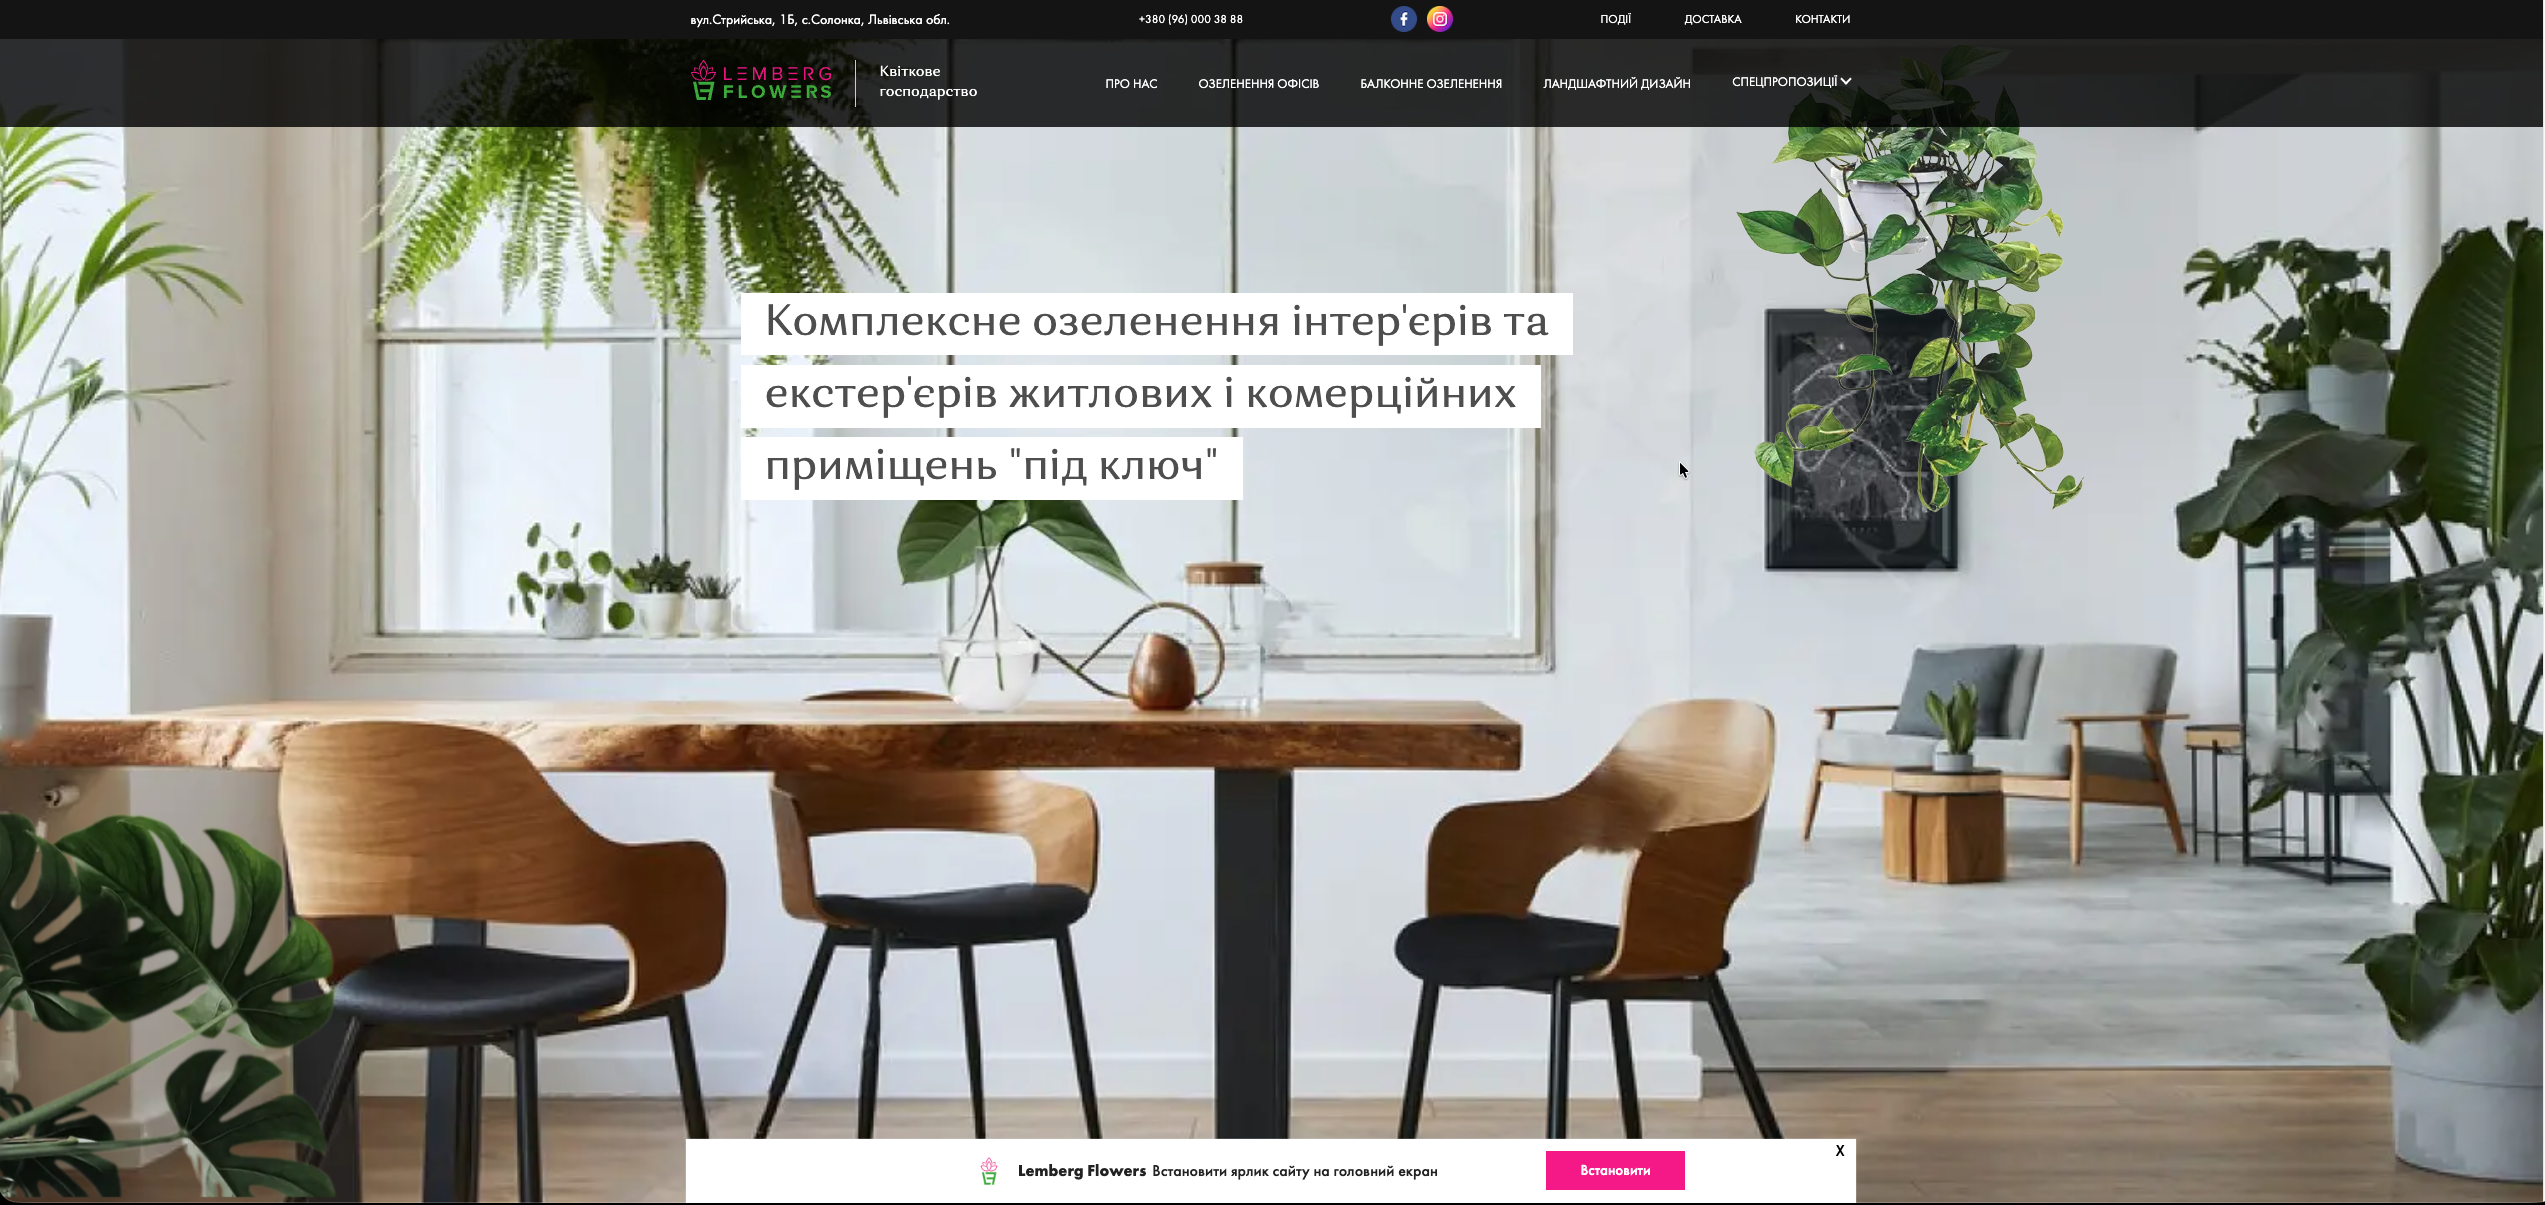 вул.Стрийська, 1Б, с.Солонка, Львівська обл.
+380 (96) 000 38 88
ПОДІЇ
ДОСТАВКА
КОНТАКТИ
LEMBERG
FLOWERS
Квіткове
господарство
ПРО НАС
ОЗЕЛЕНЕННЯ ОФІСІВ
БАЛКОННЕ ОЗЕЛЕНЕННЯ
ЛАНДШАФТНИЙ ДИЗАЙН
СПЕЦПРОПОЗИЦІЇ
Комплексне озеленення інтер'єрів та
екстер'єрів житлових і комерційних
приміщень "під ключ"
X
Lemberg Flowers Встановити ярлик сайту на головний екран
Встановити